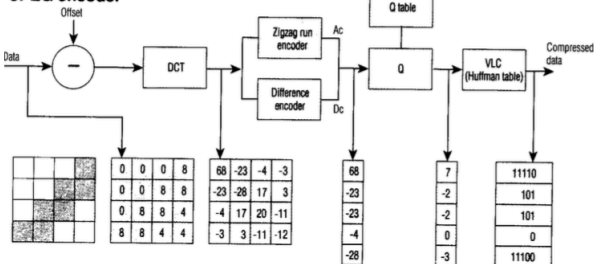 Offset
Data
DCT
Zigzag run
encoder
Difference
encoder
Ac
Dc
Q table
Q
VLC
(Huffman table)
Compressed
data
0 0 0 8
0 0 8 8
0 8 8 4
8 8 4 4
68 -23 -4 -3
-23 -28 17 3
-4 17 20 -11
-3 3 -11 -12
68
-23
-23
-4
-28
7
-2
-2
0
-3
11110
101
101
0
11100